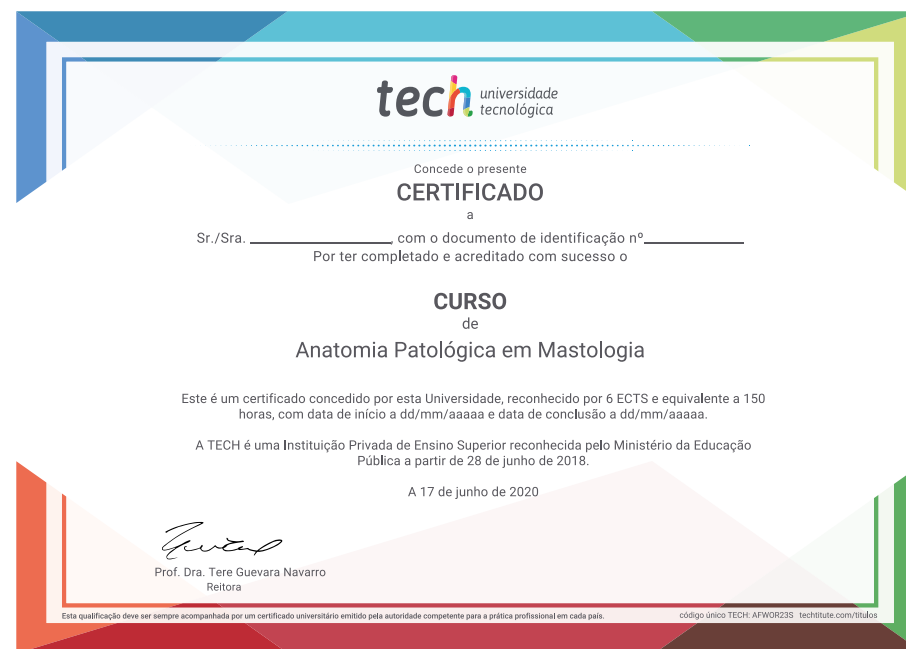 tech universidade
tecnológica
Concede o presente
CERTIFICADO
a
Sr./Sra. ____________________, com o documento de identificação nº______________
Por ter completado e acreditado com sucesso o
CURSO
de
Anatomia Patológica em Mastologia
Este é um certificado concedido por esta Universidade, reconhecido por 6 ECTS e equivalente a 150
horas, com data de início a dd/mm/aaaaa e data de conclusão a dd/mm/aaaaa.
A TECH é uma Instituição Privada de Ensino Superior reconhecida pelo Ministério da Educação
Pública a partir de 28 de junho de 2018.
A 17 de junho de 2020
Prof. Dra. Tere Guevara Navarro
Reitora
Esta qualificação deve ser sempre acompanhada por um certificado universitário emitido pela autoridade competente para a prática profissional em cada país.
código único TECH: AFWOR23S techtitute.com/titulos